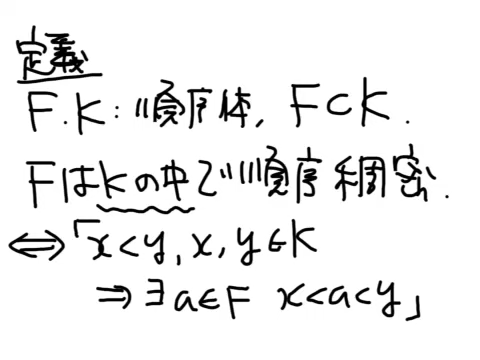 定義
F.K:順序体, F⊂K.
FはKの中で順序稠密.
⇔「x<y, x,y∈K
⇒∃a∈F x<a<y」